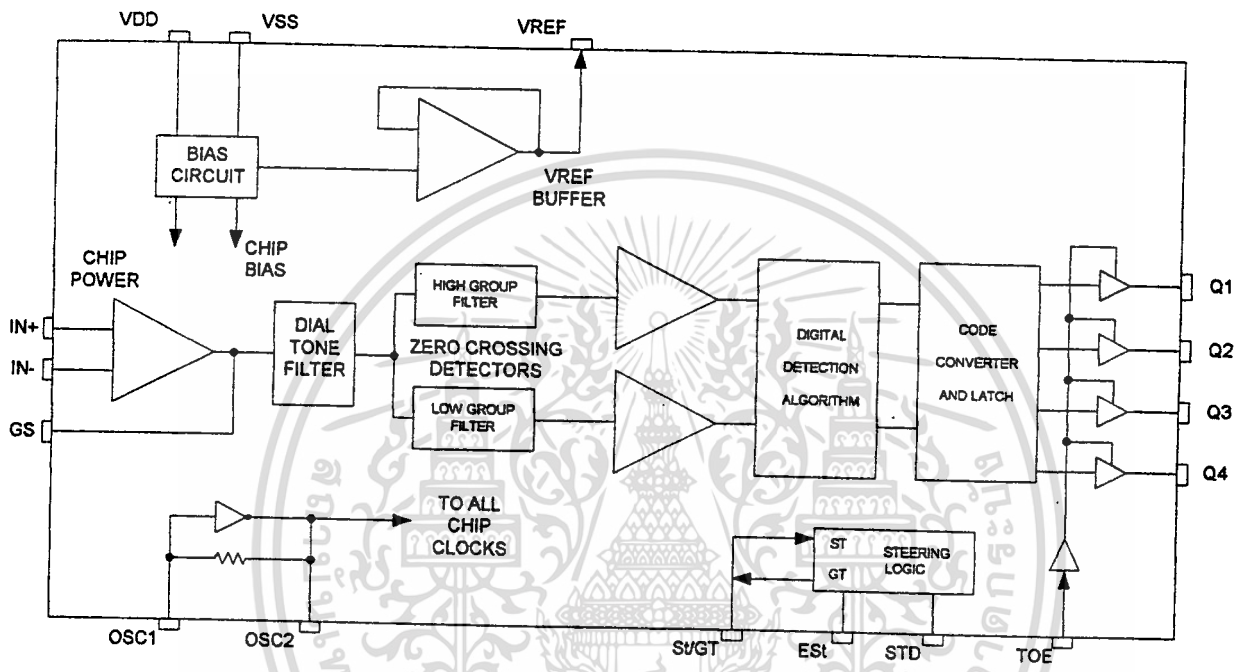 VDD
VSS
VREF
BIAS
CIRCUIT
VREF
BUFFER
CHIP
POWER
CHIP
BIAS
IN+
IN-
GS
DIAL
TONE
FILTER
HIGH GROUP
FILTER
ZERO CROSSING
DETECTORS
LOW GROUP
FILTER
DIGITAL
DETECTION
ALGORITHM
CODE
CONVERTER
AND LATCH
Q1
Q2
Q3
Q4
TO ALL
CHIP
CLOCKS
ST
GT
STEERING
LOGIC
OSC1
OSC2
St/GT
ESt
STD
TOE